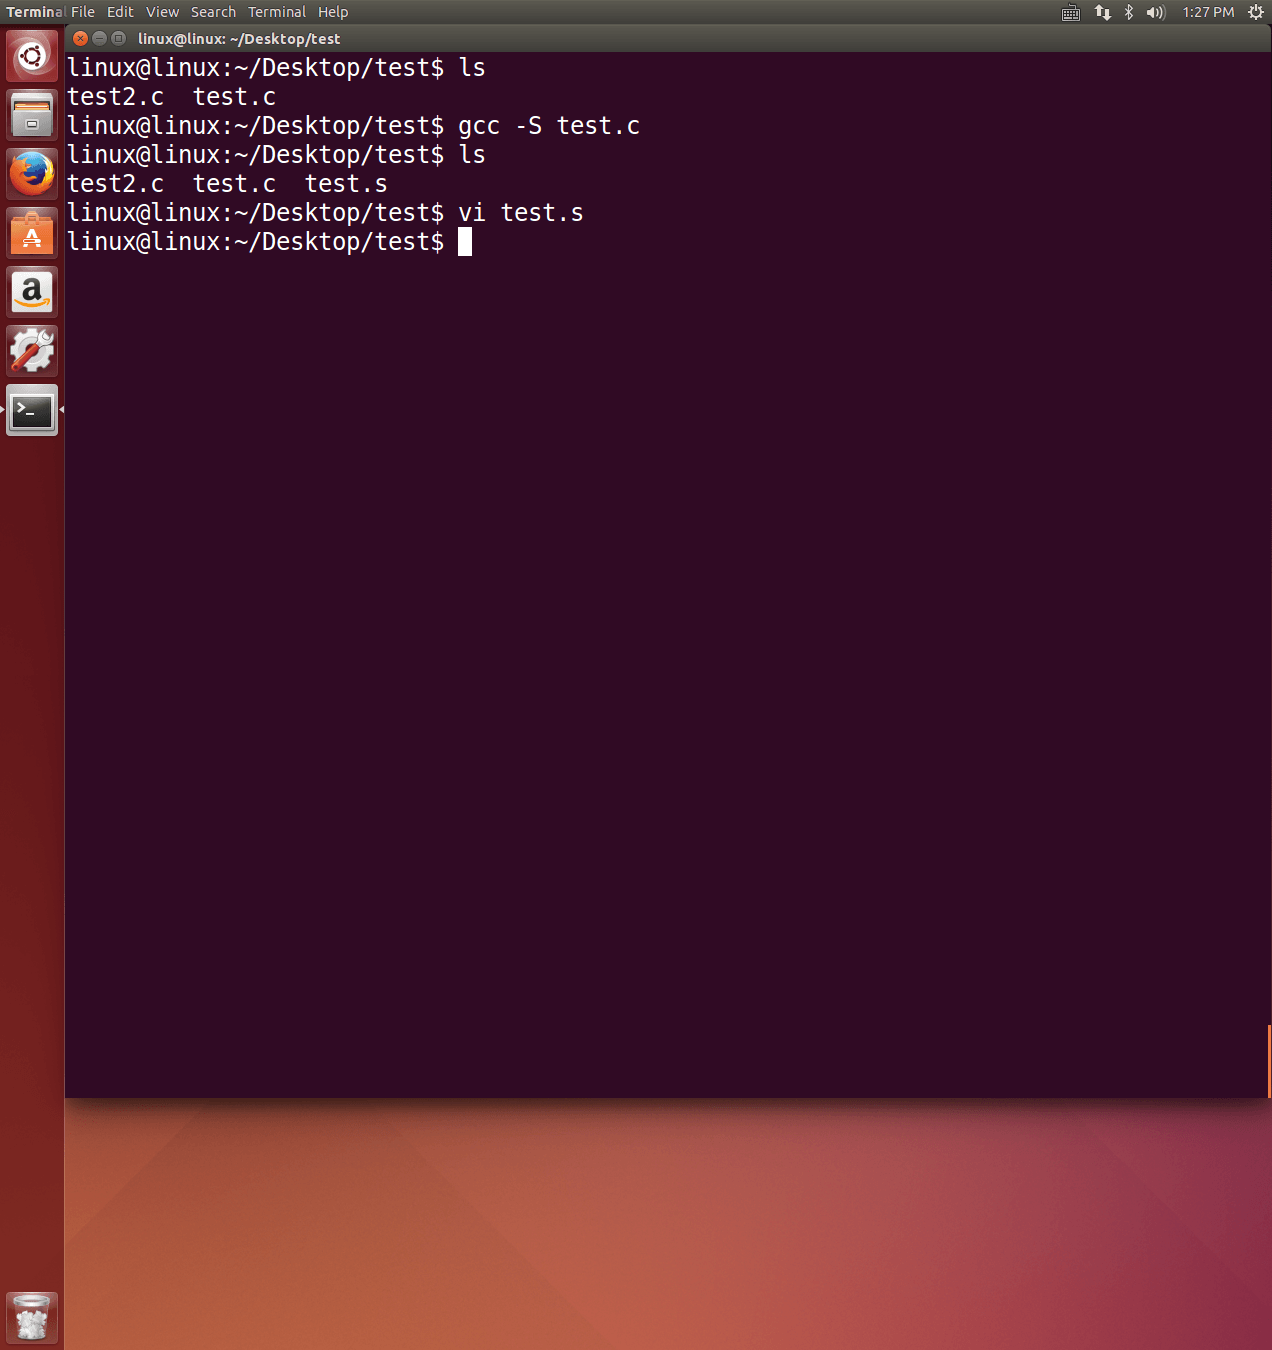 Terminal File Edit View Search Terminal Help 1:27 PM
linux@linux: ~/Desktop/test
linux@linux:~/Desktop/test$ ls
test2.c  test.c
linux@linux:~/Desktop/test$ gcc -S test.c
linux@linux:~/Desktop/test$ ls
test2.c  test.c  test.s
linux@linux:~/Desktop/test$ vi test.s
linux@linux:~/Desktop/test$